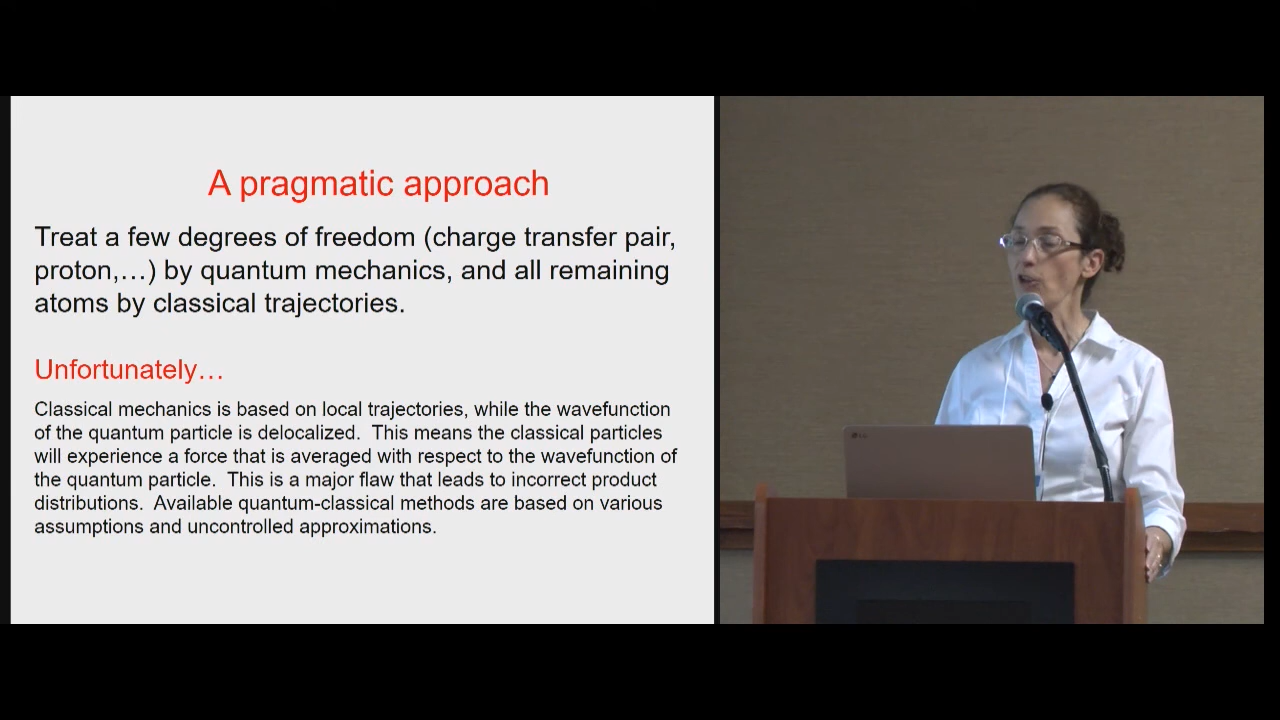 A pragmatic approach
Treat a few degrees of freedom (charge transfer pair,
proton,…) by quantum mechanics, and all remaining
atoms by classical trajectories.
Unfortunately…
Classical mechanics is based on local trajectories, while the wavefunction
of the quantum particle is delocalized.  This means the classical particles
will experience a force that is averaged with respect to the wavefunction of
the quantum particle.  This is a major flaw that leads to incorrect product
distributions.  Available quantum-classical methods are based on various
assumptions and uncontrolled approximations.
LG